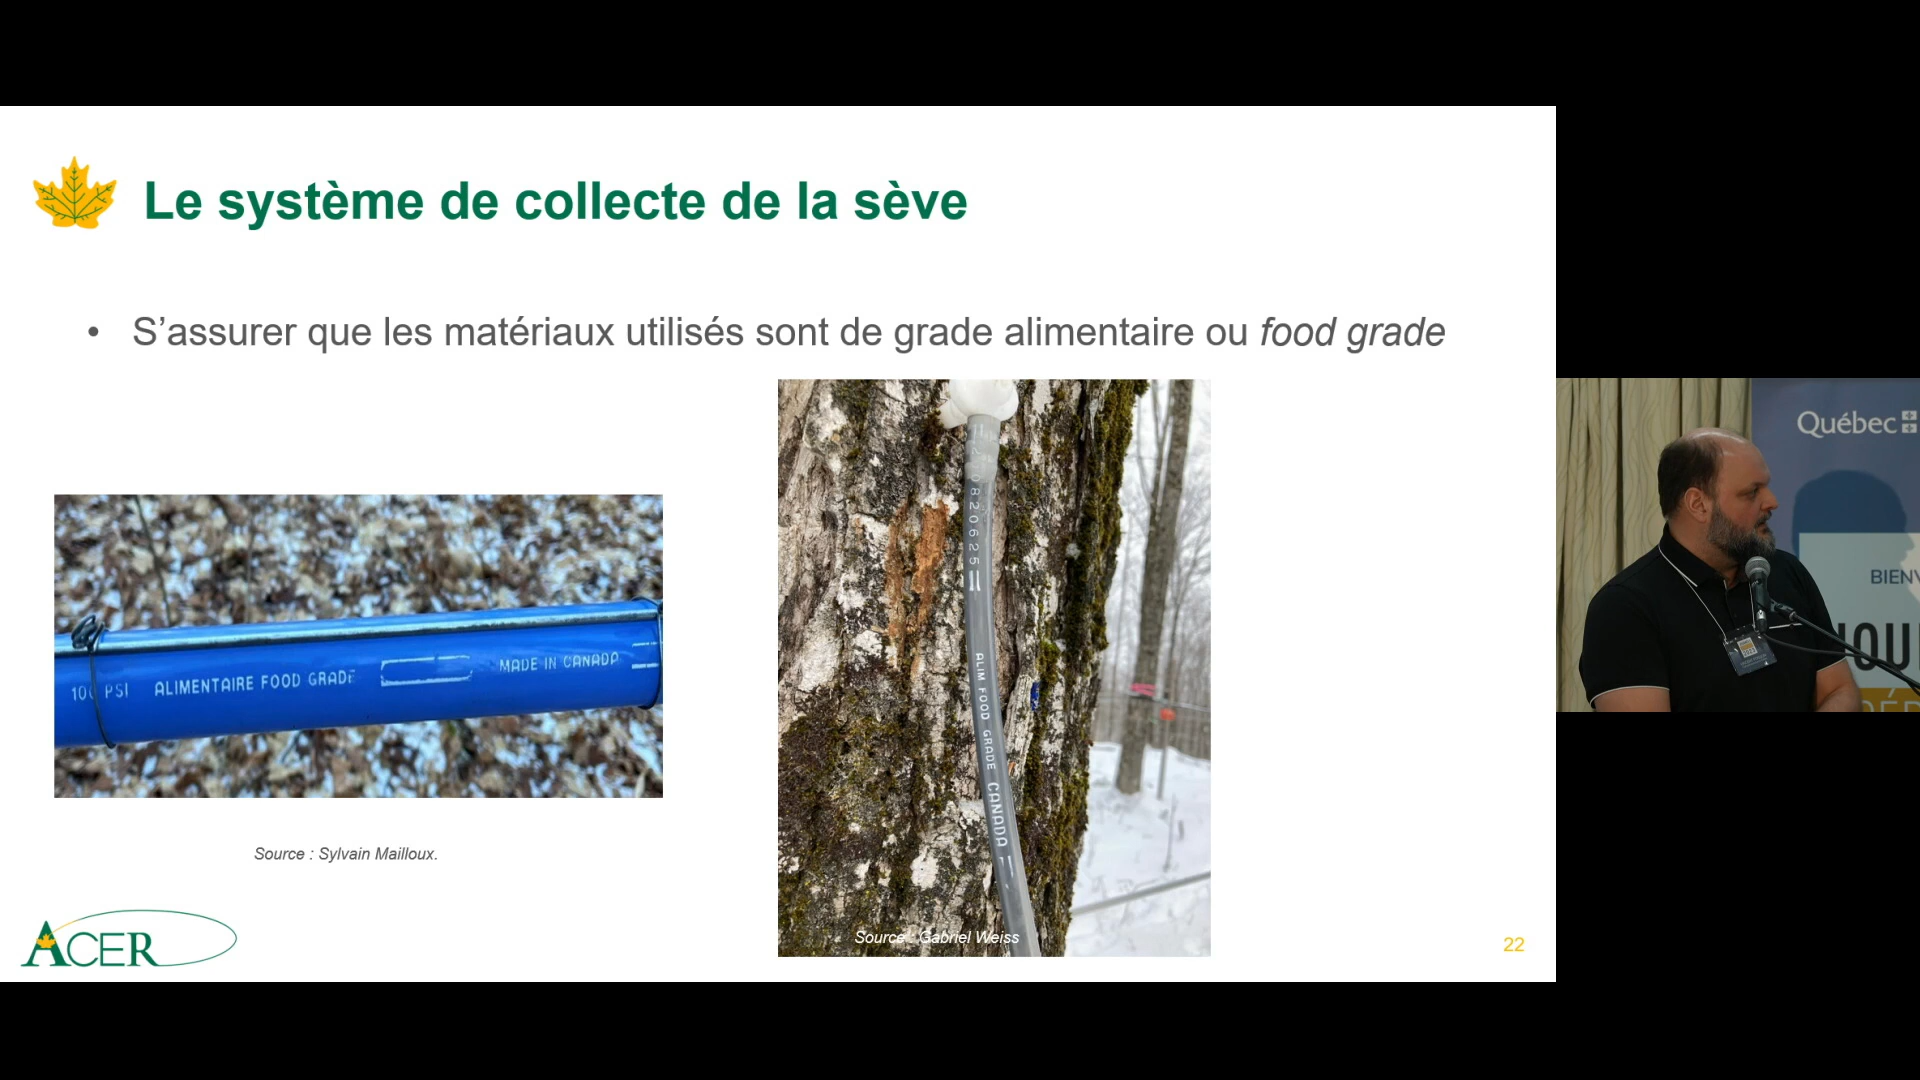 Le système de collecte de la sève
• S’assurer que les matériaux utilisés sont de grade alimentaire ou food grade
100 PSI ALIMENTAIRE FOOD GRADE MADE IN CANADA
Source : Sylvain Mailloux.
0820625
ALIM FOOD GRADE CANADA
Source : Gabriel Weiss
ACER
22
Québec
BIENV